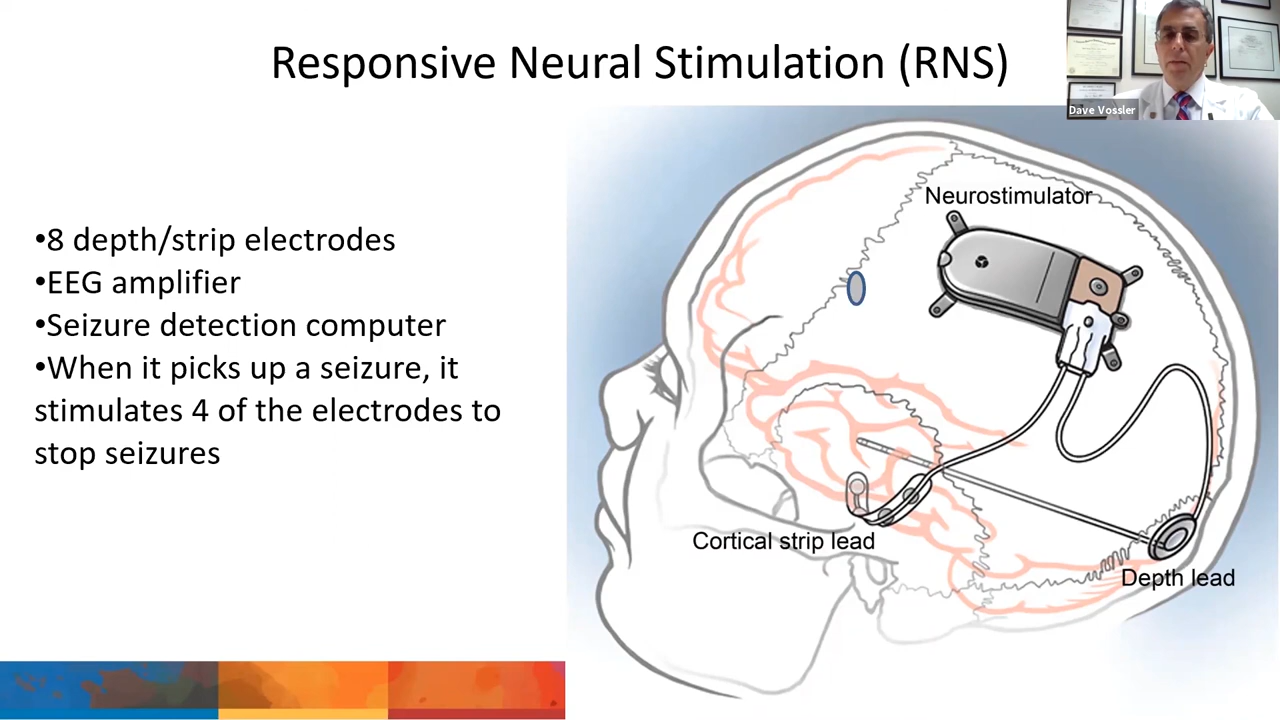 Responsive Neural Stimulation (RNS)
Dave Vossler
•8 depth/strip electrodes
•EEG amplifier
•Seizure detection computer
•When it picks up a seizure, it
stimulates 4 of the electrodes to
stop seizures
Neurostimulator
Cortical strip lead
Depth lead